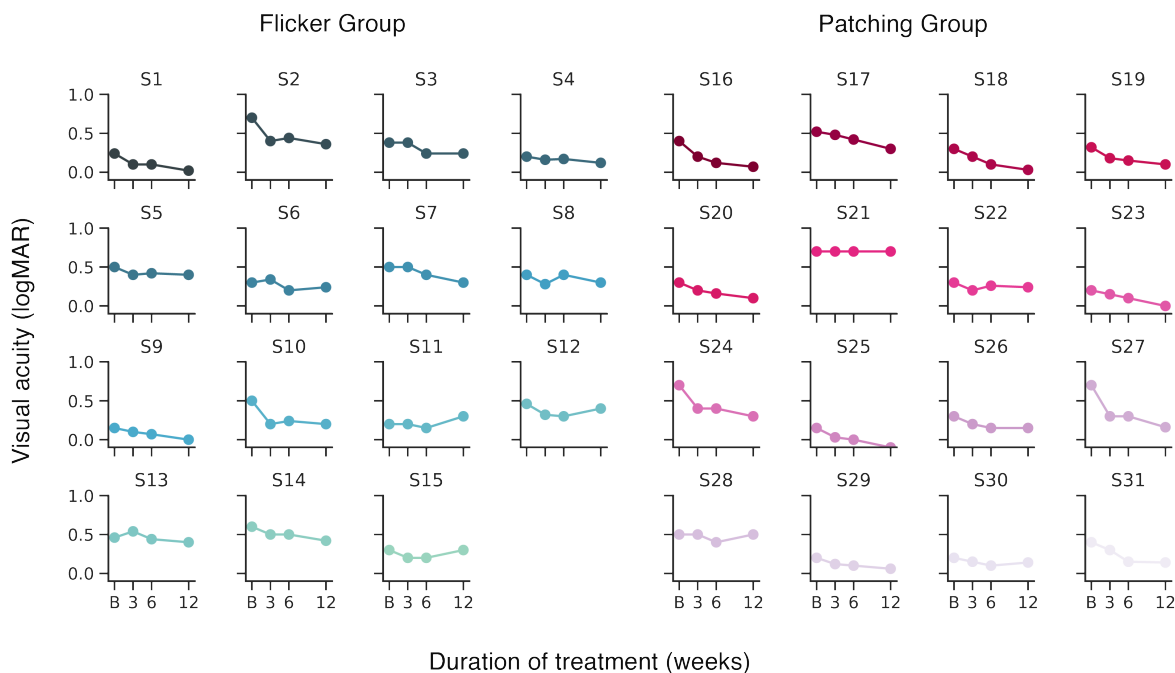 Flicker Group Patching Group
S1 S2 S3 S4 S16 S17 S18 S19
1.0
0.5
0.0
S5 S6 S7 S8 S20 S21 S22 S23
1.0
0.5
0.0
S9 S10 S11 S12 S24 S25 S26 S27
1.0
0.5
0.0
S13 S14 S15 S28 S29 S30 S31
1.0
0.5
0.0
B 3 6 12 B 3 6 12 B 3 6 12 B 3 6 12 B 3 6 12 B 3 6 12 B 3 6 12
Visual acuity (logMAR)
Duration of treatment (weeks)